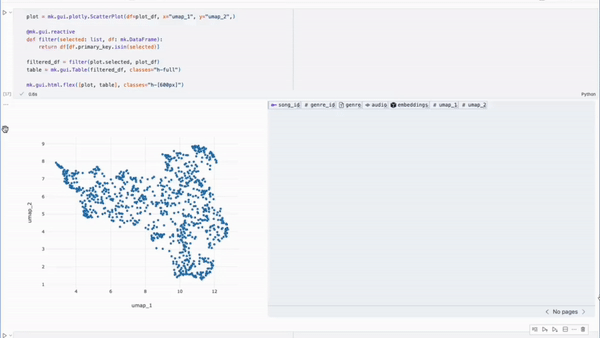 plot = mk.gui.plotly.ScatterPlot(df=plot_df, x="umap_1", y="umap_2",)
@mk.gui.reactive
def filter(selected: list, df: mk.DataFrame):
return df[df.primary_key.isin(selected)]
filtered_df = filter(plot.selected, plot_df)
table = mk.gui.Table(filtered_df, classes="h-full")
mk.gui.html.flex([plot, table], classes="h-[600px]")
Python
song_id # genre_id genre audio embeddings # umap_1 # umap_2
9
8
7
6
5
4
3
2
1
umap_2
4 6 8 10 12
umap_1
No pages